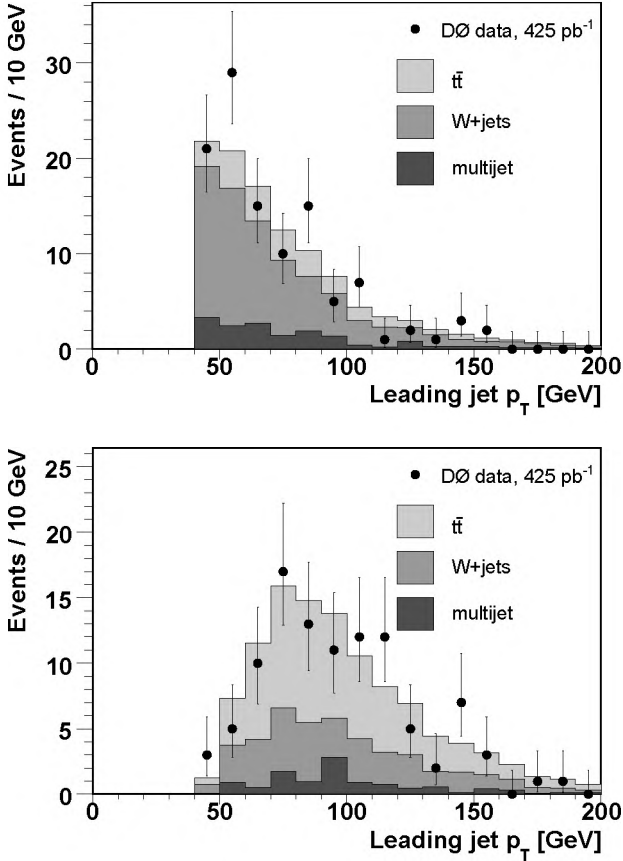 Events / 10 GeV
30
20
10
0
DØ data, 425 pb⁻¹
tt̄
W+jets
multijet
0 50 100 150 200
Leading jet p_T [GeV]
Events / 10 GeV
25
20
15
10
5
0
DØ data, 425 pb⁻¹
tt̄
W+jets
multijet
0 50 100 150 200
Leading jet p_T [GeV]